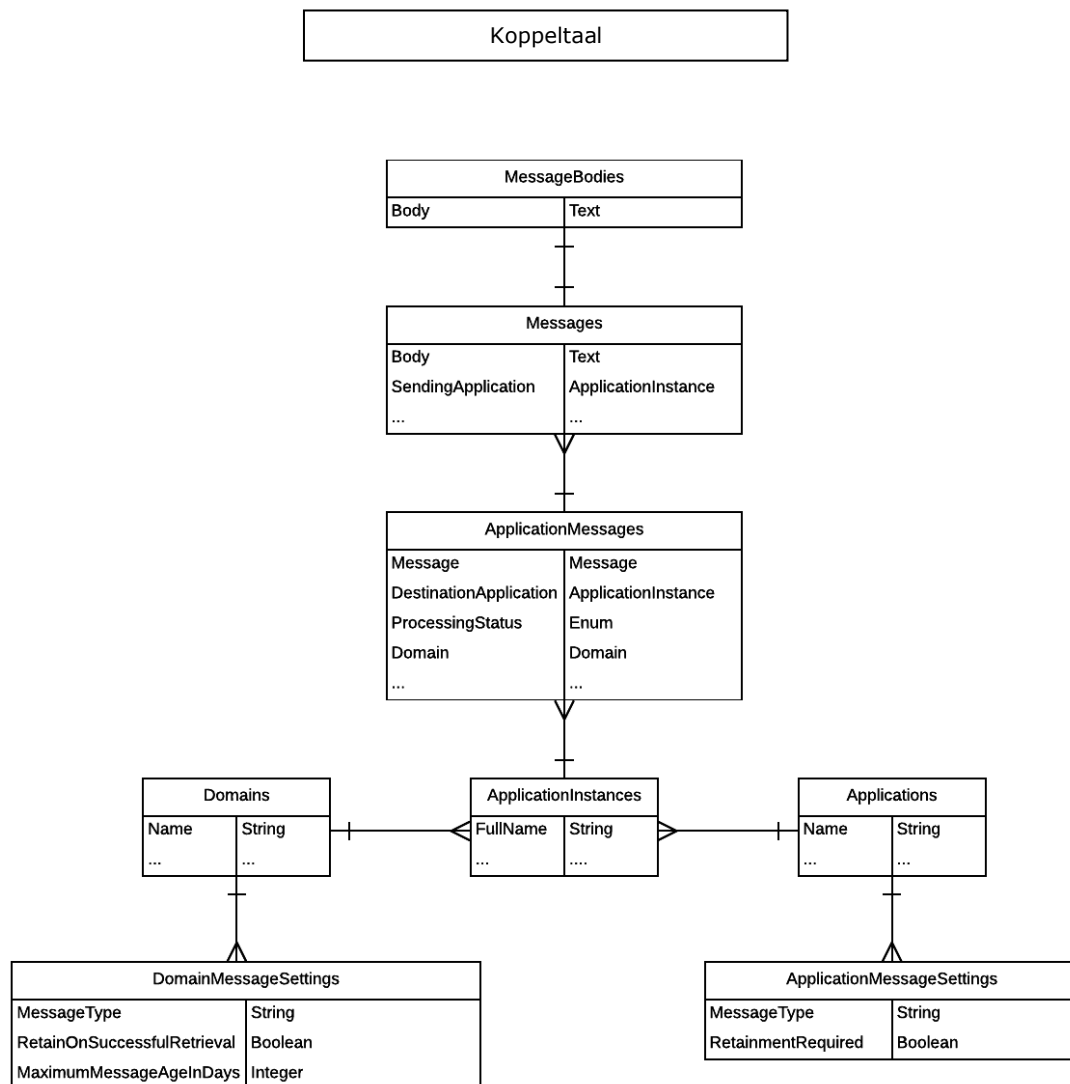 Koppeltaal
MessageBodies
Body Text
Messages
Body Text
SendingApplication ApplicationInstance
... ...
ApplicationMessages
Message Message
DestinationApplication ApplicationInstance
ProcessingStatus Enum
Domain Domain
... ...
Domains
Name String
... ...
ApplicationInstances
FullName String
... ....
Applications
Name String
... ...
DomainMessageSettings
MessageType String
RetainOnSuccessfulRetrieval Boolean
MaximumMessageAgeInDays Integer
ApplicationMessageSettings
MessageType String
RetainmentRequired Boolean